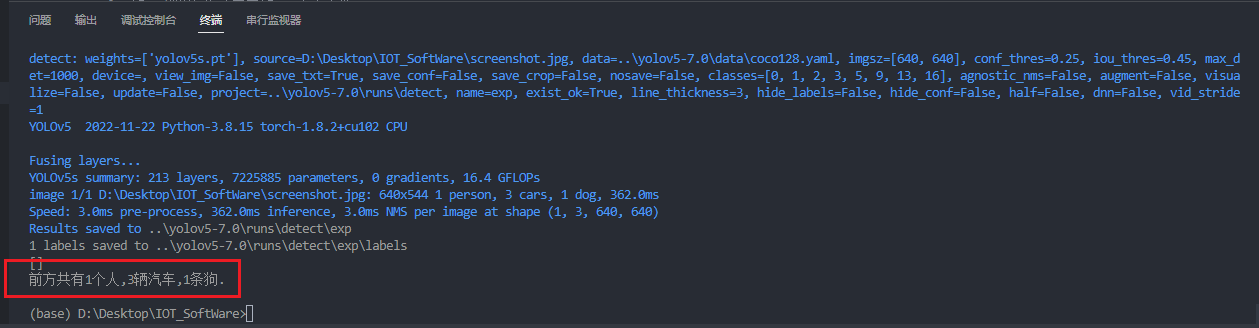 问题 输出 调试控制台 终端 串行监视器
detect: weights=['yolov5s.pt'], source=D:\Desktop\IOT_SoftWare\screenshot.jpg, data=..\yolov5-7.0\data\coco128.yaml, imgsz=[640, 640], conf_thres=0.25, iou_thres=0.45, max_d
et=1000, device=, view_img=False, save_txt=True, save_conf=False, save_crop=False, nosave=False, classes=[0, 1, 2, 3, 5, 9, 13, 16], agnostic_nms=False, augment=False, visua
lize=False, update=False, project=..\yolov5-7.0\runs\detect, name=exp, exist_ok=True, line_thickness=3, hide_labels=False, hide_conf=False, half=False, dnn=False, vid_stride
=1
YOLOv5  2022-11-22 Python-3.8.15 torch-1.8.2+cu102 CPU
Fusing layers...
YOLOv5s summary: 213 layers, 7225885 parameters, 0 gradients, 16.4 GFLOPs
image 1/1 D:\Desktop\IOT_SoftWare\screenshot.jpg: 640x544 1 person, 3 cars, 1 dog, 362.0ms
Speed: 3.0ms pre-process, 362.0ms inference, 3.0ms NMS per image at shape (1, 3, 640, 640)
Results saved to ..\yolov5-7.0\runs\detect\exp
1 labels saved to ..\yolov5-7.0\runs\detect\exp\labels
[]
前方共有1个人,3辆汽车,1条狗.
(base) D:\Desktop\IOT_SoftWare>